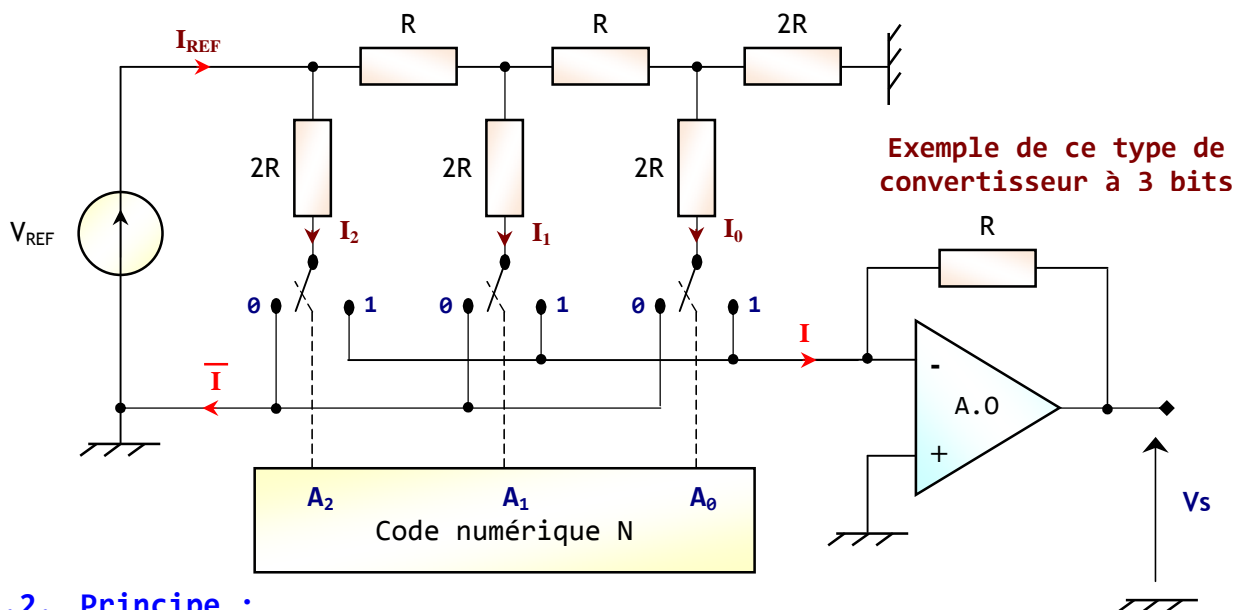 R
R
2R
I_REF
2R
2R
2R
Exemple de ce type de
convertisseur à 3 bits
V_REF
I₂
I₁
I₀
R
0
1
0
1
0
1
I
I̅
-
A.O
+
A₂
A₁
A₀
Vs
Code numérique N
.2. Principe :